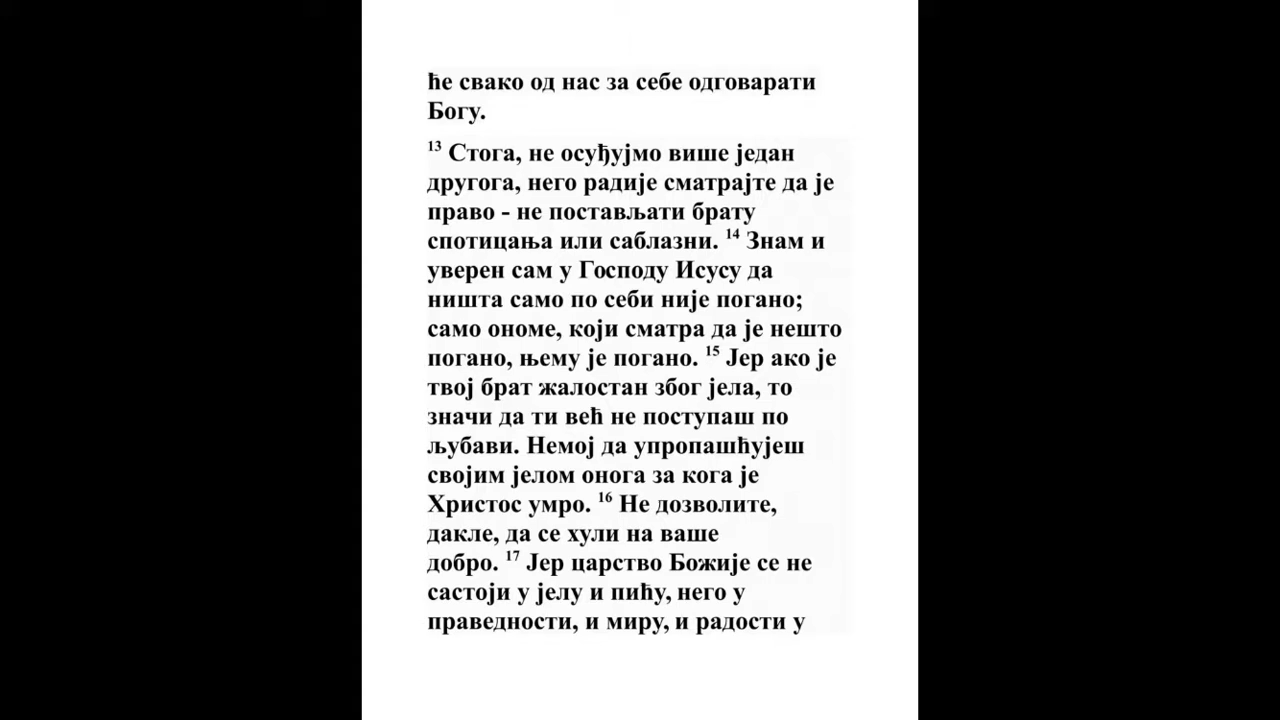 ће свако од нас за себе одговарати
Богу.
13 Стога, не осуђујмо више један
другога, него радије сматрајте да је
право - не постављати брату
спотицања или саблазни. 14 Знам и
уверен сам у Господу Исусу да
ништа само по себи није погано;
само ономе, који сматра да је нешто
погано, њему је погано. 15 Јер ако је
твој брат жалостан због јела, то
значи да ти већ не поступаш по
љубави. Немој да упропашћујеш
својим јелом онога за кога је
Христос умро. 16 Не дозволите,
дакле, да се хули на ваше
добро. 17 Јер царство Божије се не
састоји у јелу и пићу, него у
праведности, и миру, и радости у